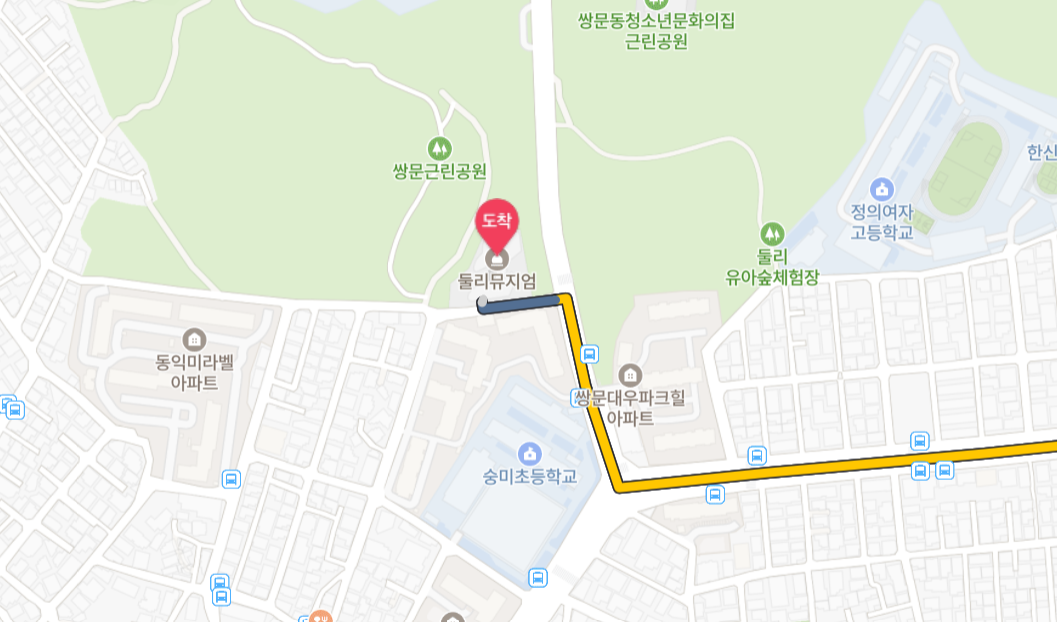 쌍문동청소년문화의집
근린공원
쌍문근린공원
한신
정의여자
고등학교
도착
둘리뮤지엄
둘리
유아숲체험장
동익미라벨
아파트
쌍문대우파크힐
아파트
숭미초등학교